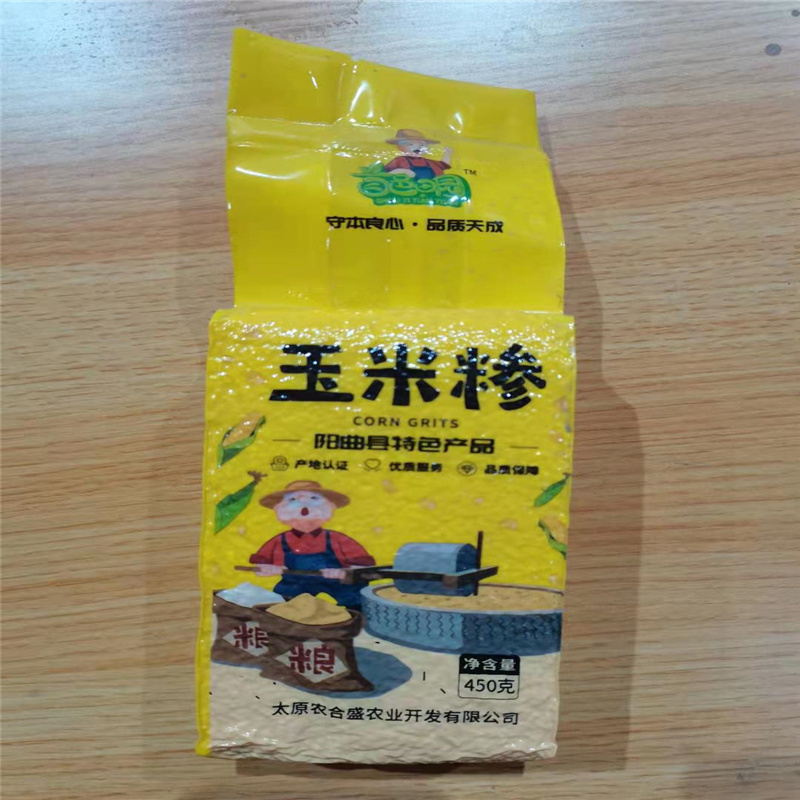 TM
守本良心·品质天成
玉米糁
CORN GRITS
阳曲县特色产品
产地认证 优质服务 品质保障
粮 粮
净含量
450克
太原农合盛农业开发有限公司